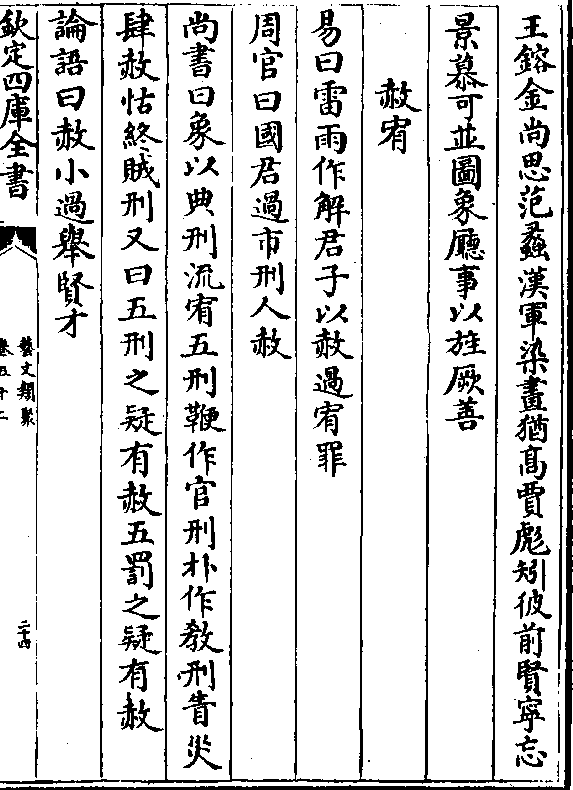 王鎔金尚思范蠡漢軍染畫猶髙賈彪矧彼前賢寜忘
景慕可並圖象廳事以旌厥善
赦宥
易曰雷雨作解君子以赦過宥罪
周官曰國君過市刑人赦
尚書曰象以典刑流宥五刑鞭作官刑朴作教刑眚災
肆赦怙終賊刑又曰五刑之疑有赦五罰之疑有赦
論語曰赦小過舉賢才
欽定四庫全書
藝文類聚
卷五十二
二十四